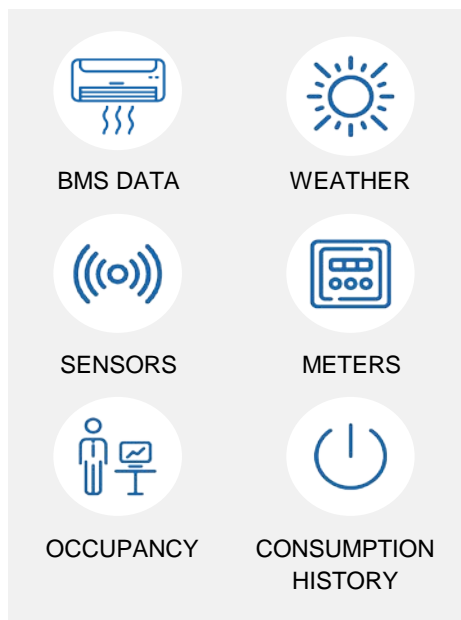 BMS DATA
WEATHER
SENSORS
METERS
OCCUPANCY
CONSUMPTION
HISTORY